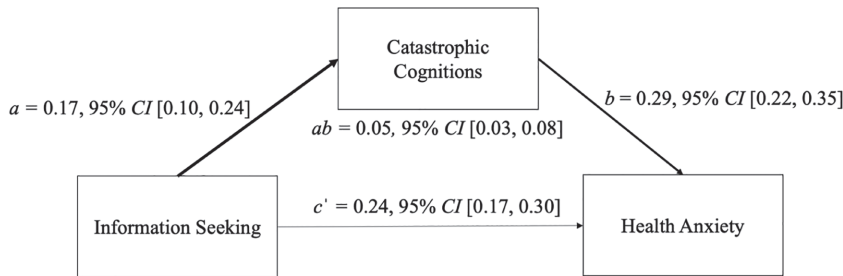 Catastrophic
Cognitions
a = 0.17, 95% CI [0.10, 0.24]
b = 0.29, 95% CI [0.22, 0.35]
ab = 0.05, 95% CI [0.03, 0.08]
Information Seeking
c' = 0.24, 95% CI [0.17, 0.30]
Health Anxiety